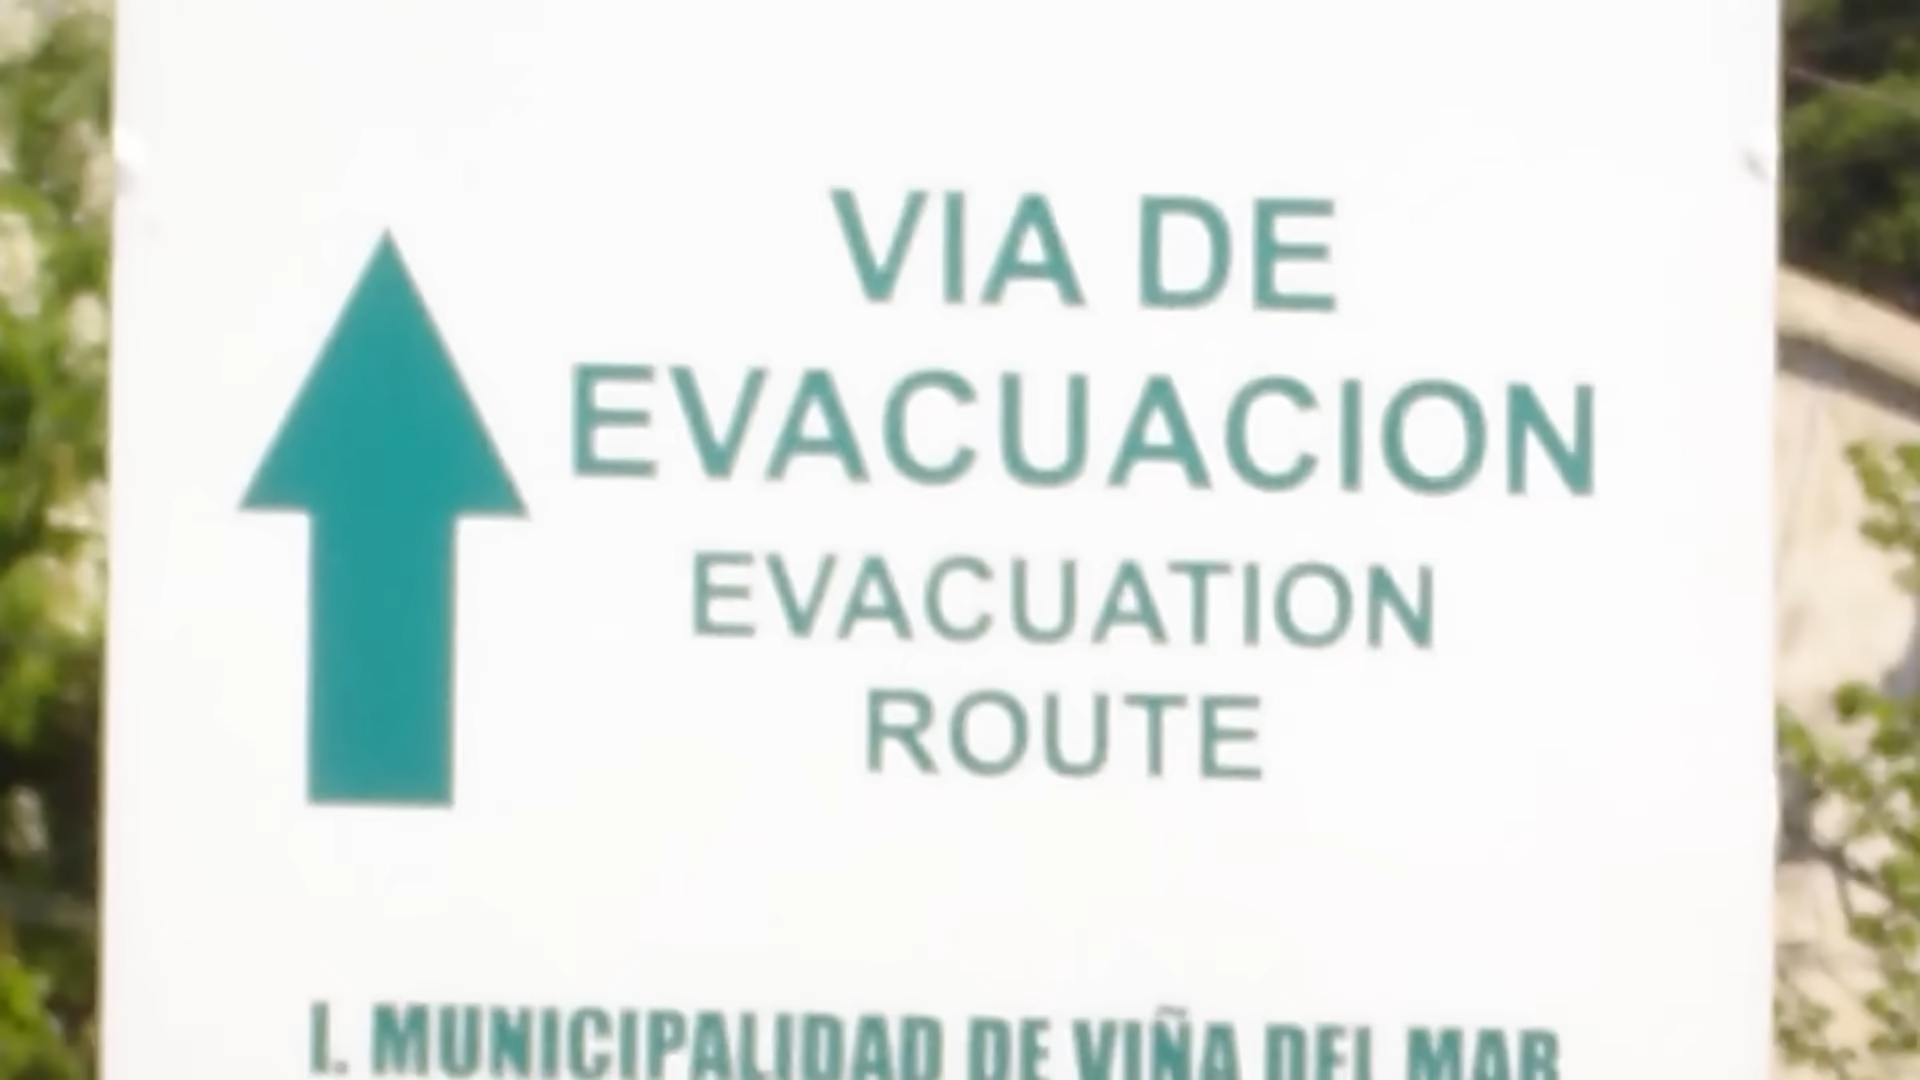 VIA DE
EVACUACION
EVACUATION
ROUTE
I. MUNICIPALIDAD DE VIÑA DEL MAR